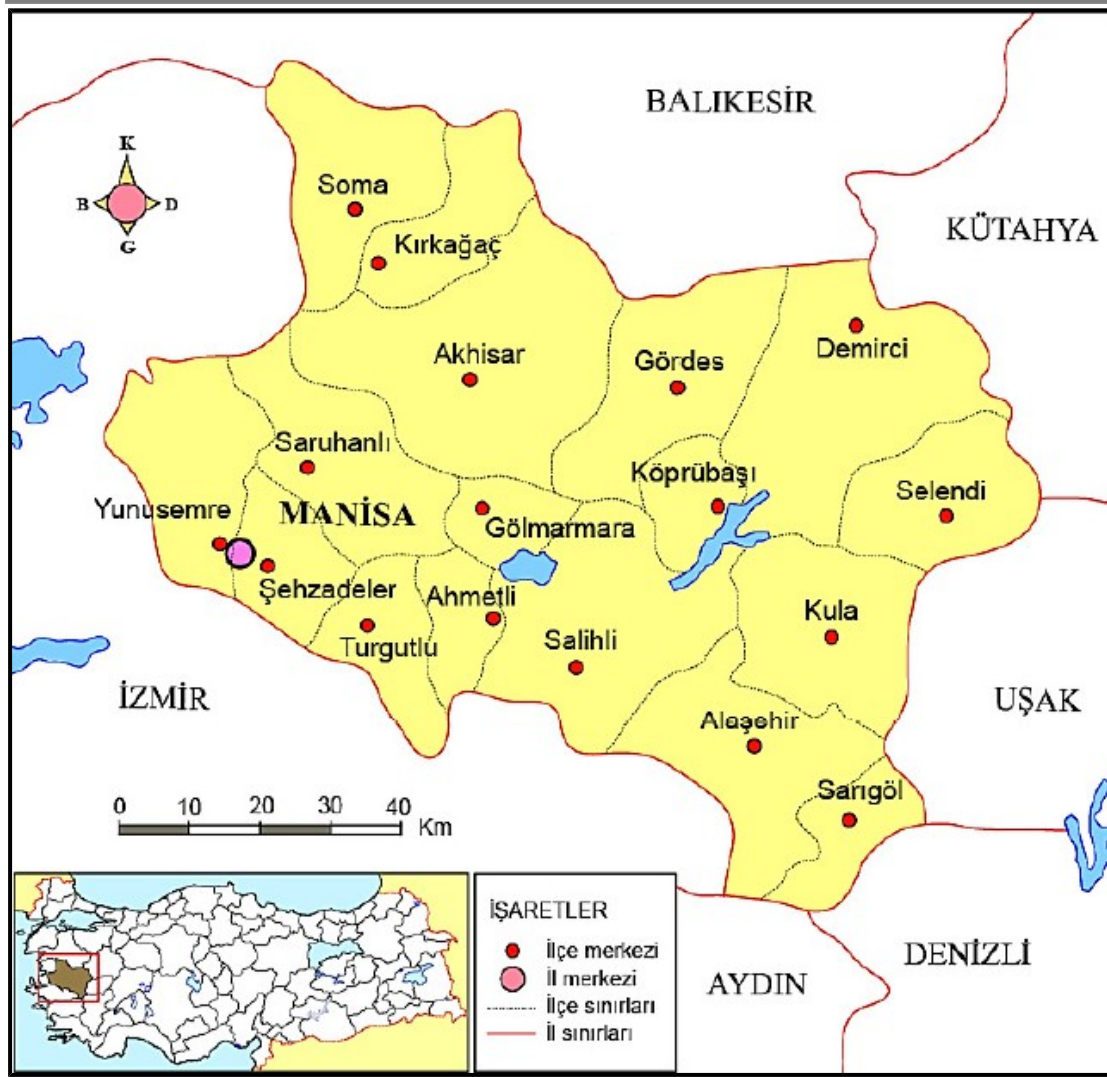 BALIKESİR
K
B D
G
KÜTAHYA
Soma
Kırkağaç
Demirci
Akhisar
Gördes
Saruhanlı
Köprübaşı
Selendi
Yunusemre
MANİSA
Gölmarmara
Şehzadeler
Ahmetli
Kula
Turgutlu
Salihli
İZMİR
UŞAK
Alaşehir
Sarıgöl
0 10 20 30 40
Km
İŞARETLER
İlçe merkezi
İl merkezi
İlçe sınırları
İl sınırları
AYDIN
DENİZLİ